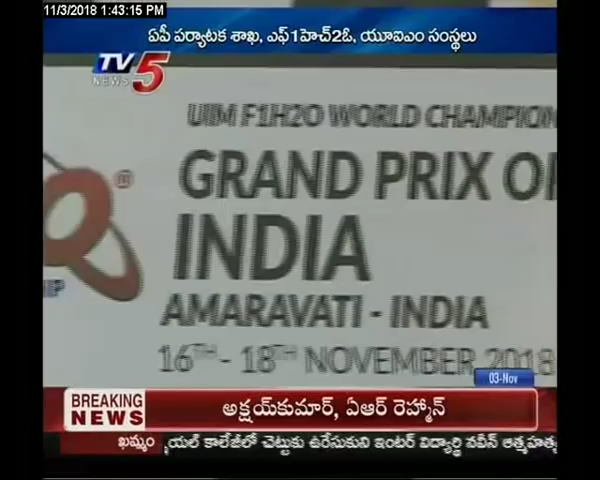 11/3/2018 1:43:15 PM
ఏపీ పర్యాటక శాఖ, ఎఫ్1హెచ్2ఓ, యూఐఎం సంస్థలు
TV5
NEWS
UIM F1H2O WORLD CHAMPION
GRAND PRIX O
INDIA
AMARAVATI - INDIA
16TH - 18TH NOVEMBER 2018
03-Nov
BREAKING
NEWS
అక్షయ్‌కుమార్, ఏఆర్ రెహ్మాన్
ఖమ్మం
యల్ కాలేజీలో చెట్టుకు ఉరేసుకుని ఇంటర్ విద్యార్థి నవీన్ ఆత్మహత్య